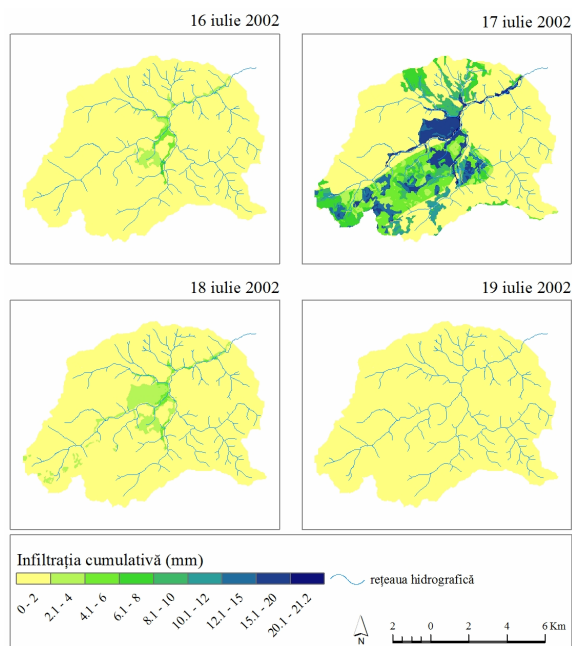 16 iulie 2002
17 iulie 2002
18 iulie 2002
19 iulie 2002
Infiltrația cumulativă (mm)
0 - 2
2.1 - 4
4.1 - 6
6.1 - 8
8.1 - 10
10.1 - 12
12.1 - 15
15.1 - 20
20.1 - 21.2
rețeaua hidrografică
N
2 0 2 4 6 Km